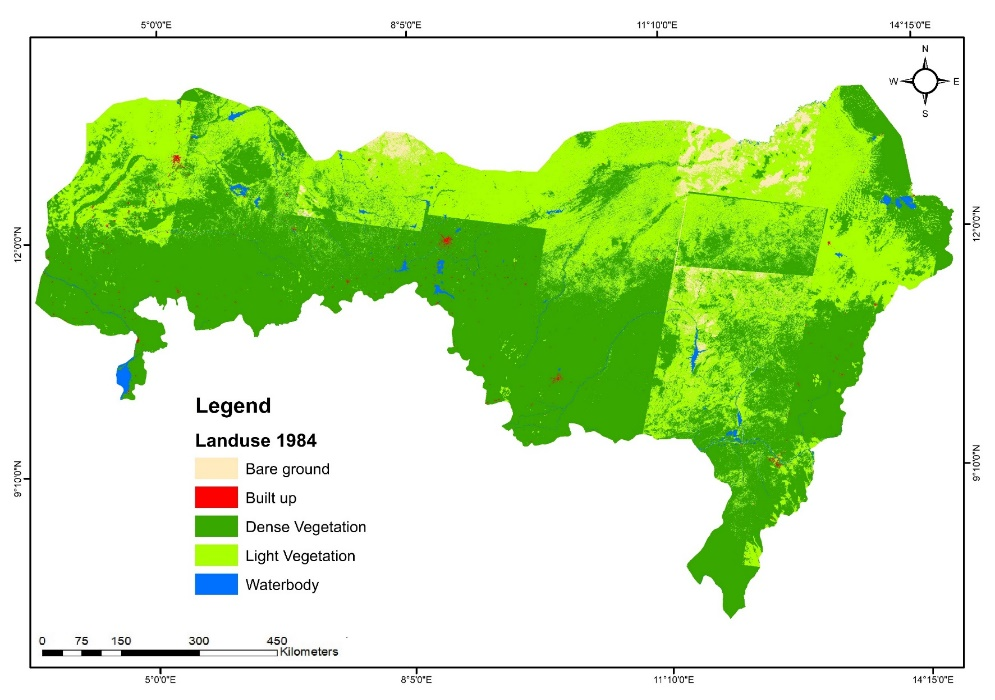 5°0'0"E 8°5'0"E 11°10'0"E 14°15'0"E
N
W E
S
12°0'0"N 12°0'0"N
9°10'0"N 9°10'0"N
Legend
Landuse 1984
Bare ground
Built up
Dense Vegetation
Light Vegetation
Waterbody
0 75 150 300 450
Kilometers
5°0'0"E 8°5'0"E 11°10'0"E 14°15'0"E